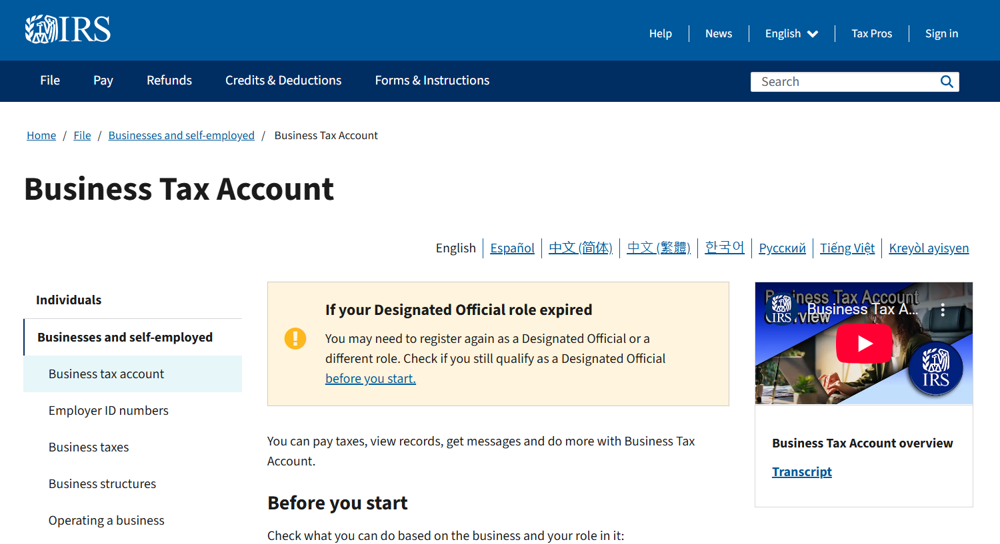 IRS
Help
News
English
Tax Pros
Sign in
File
Pay
Refunds
Credits & Deductions
Forms & Instructions
Search
Home / File / Businesses and self-employed / Business Tax Account
Business Tax Account
English
Español
中文 (简体)
中文 (繁體)
한국어
Русский
Tiếng Việt
Kreyòl ayisyen
Individuals
Businesses and self-employed
Business tax account
Employer ID numbers
Business taxes
Business structures
Operating a business
If your Designated Official role expired
You may need to register again as a Designated Official or a
different role. Check if you still qualify as a Designated Official
before you start.
You can pay taxes, view records, get messages and do more with Business Tax
Account.
Before you start
Check what you can do based on the business and your role in it:
Business Tax A...
IRS
IRS
Business Tax Account overview
Transcript